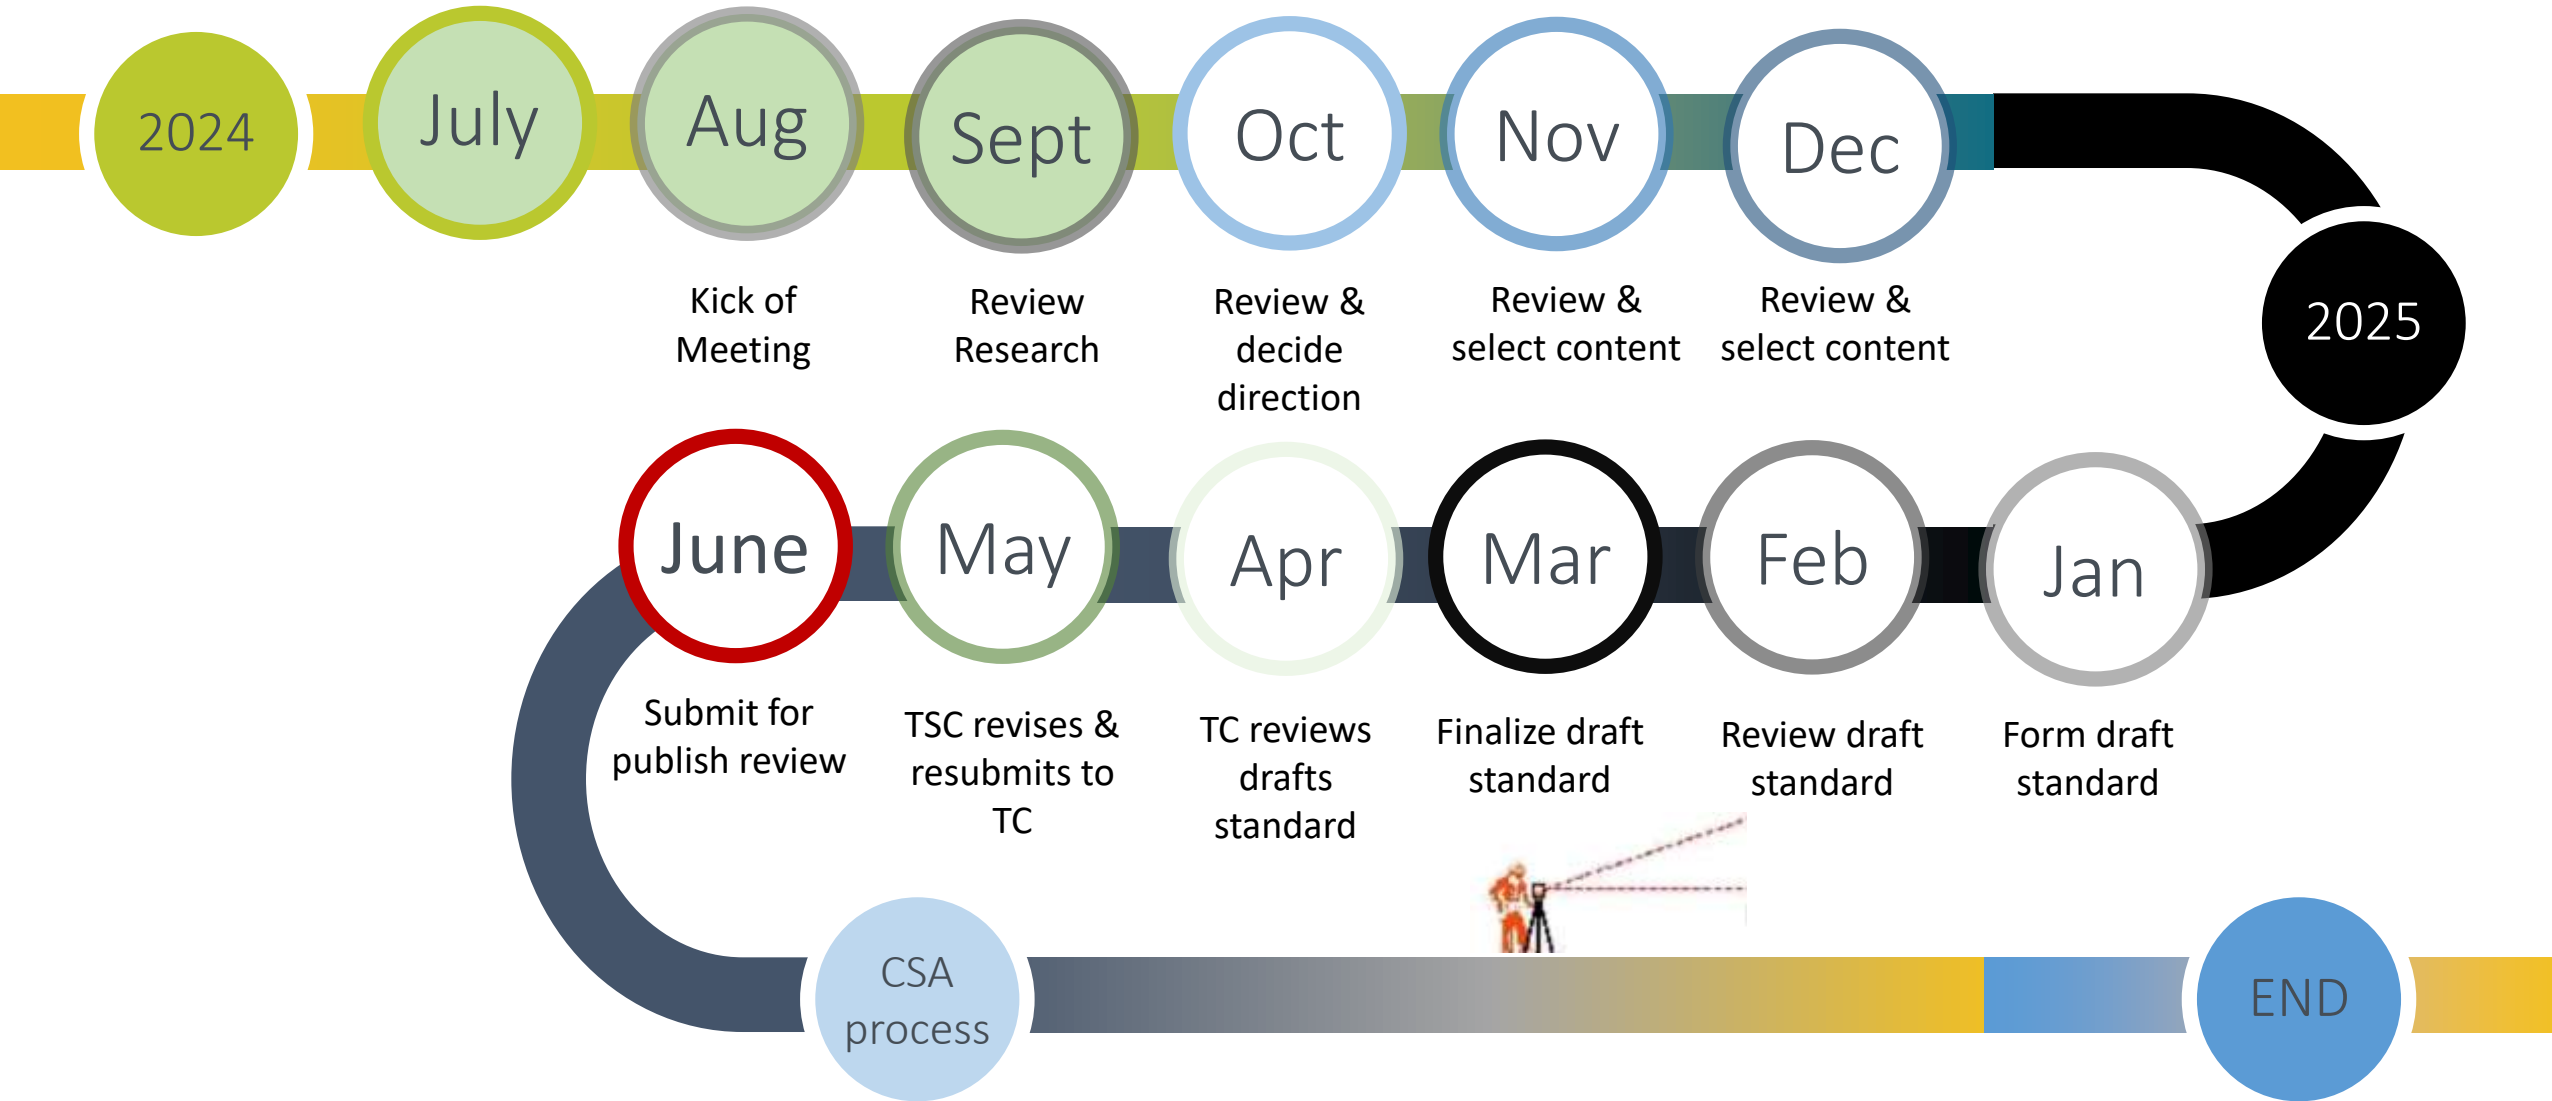 2024
July
Aug
Sept
Oct
Nov
Dec
Kick of
Meeting
Review
Research
Review &
decide
direction
Review &
select content
Review &
select content
2025
Jan
Feb
Mar
Apr
May
June
Form draft
standard
Review draft
standard
Finalize draft
standard
TC reviews
drafts
standard
TSC revises &
resubmits to
TC
Submit for
publish review
CSA
process
END